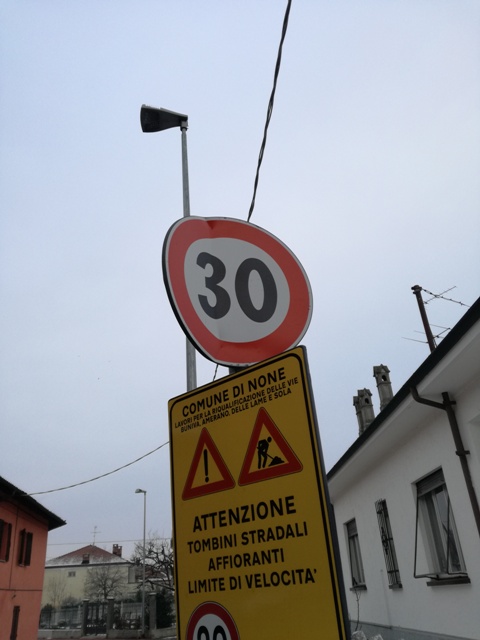 30
COMUNE DI NONE
LAVORI PER LA RIQUALIFICAZIONE DELLE VIE
SUNIVA, AMERANO, DELLE LAME E SOLA
ATTENZIONE
TOMBINI STRADALI
AFFIORANTI
LIMITE DI VELOCITA'